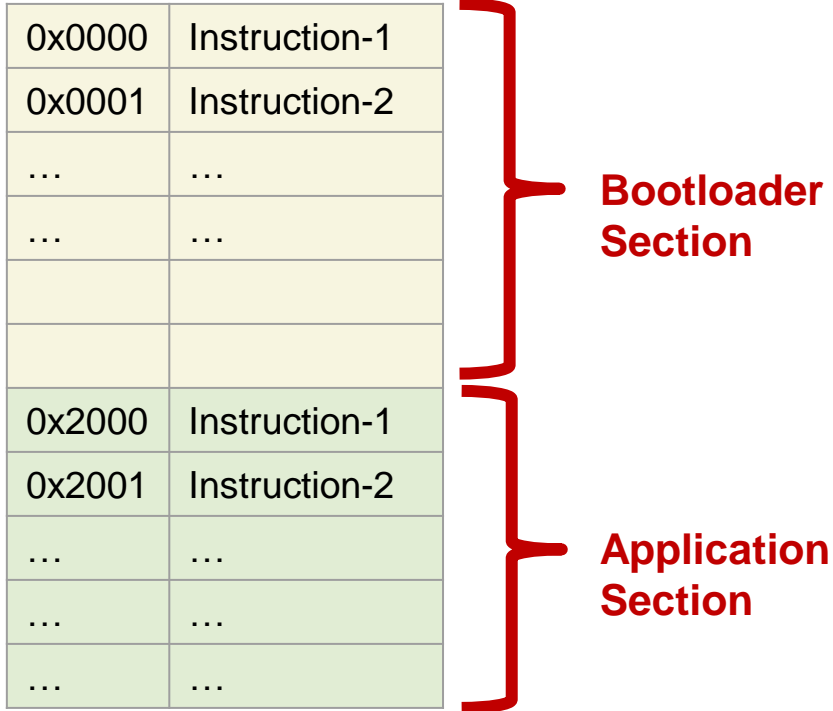 0x0000 Instruction-1
0x0001 Instruction-2
… …
… …
Bootloader
Section
0x2000 Instruction-1
0x2001 Instruction-2
… …
… …
… …
Application
Section